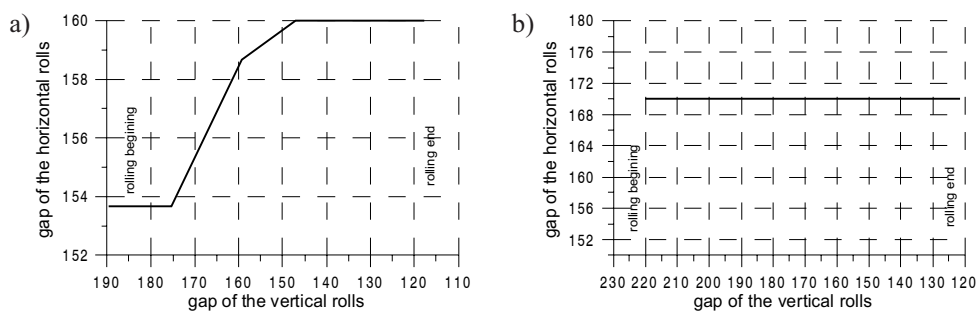 a)
gap of the horizontal rolls
160
158
156
154
152
rolling begining
rolling end
190 180 170 160 150 140 130 120 110
gap of the vertical rolls
b)
gap of the horizontal rolls
180
176
172
168
164
160
156
152
rolling begining
rolling end
230 220 210 200 190 180 170 160 150 140 130 120
gap of the vertical rolls